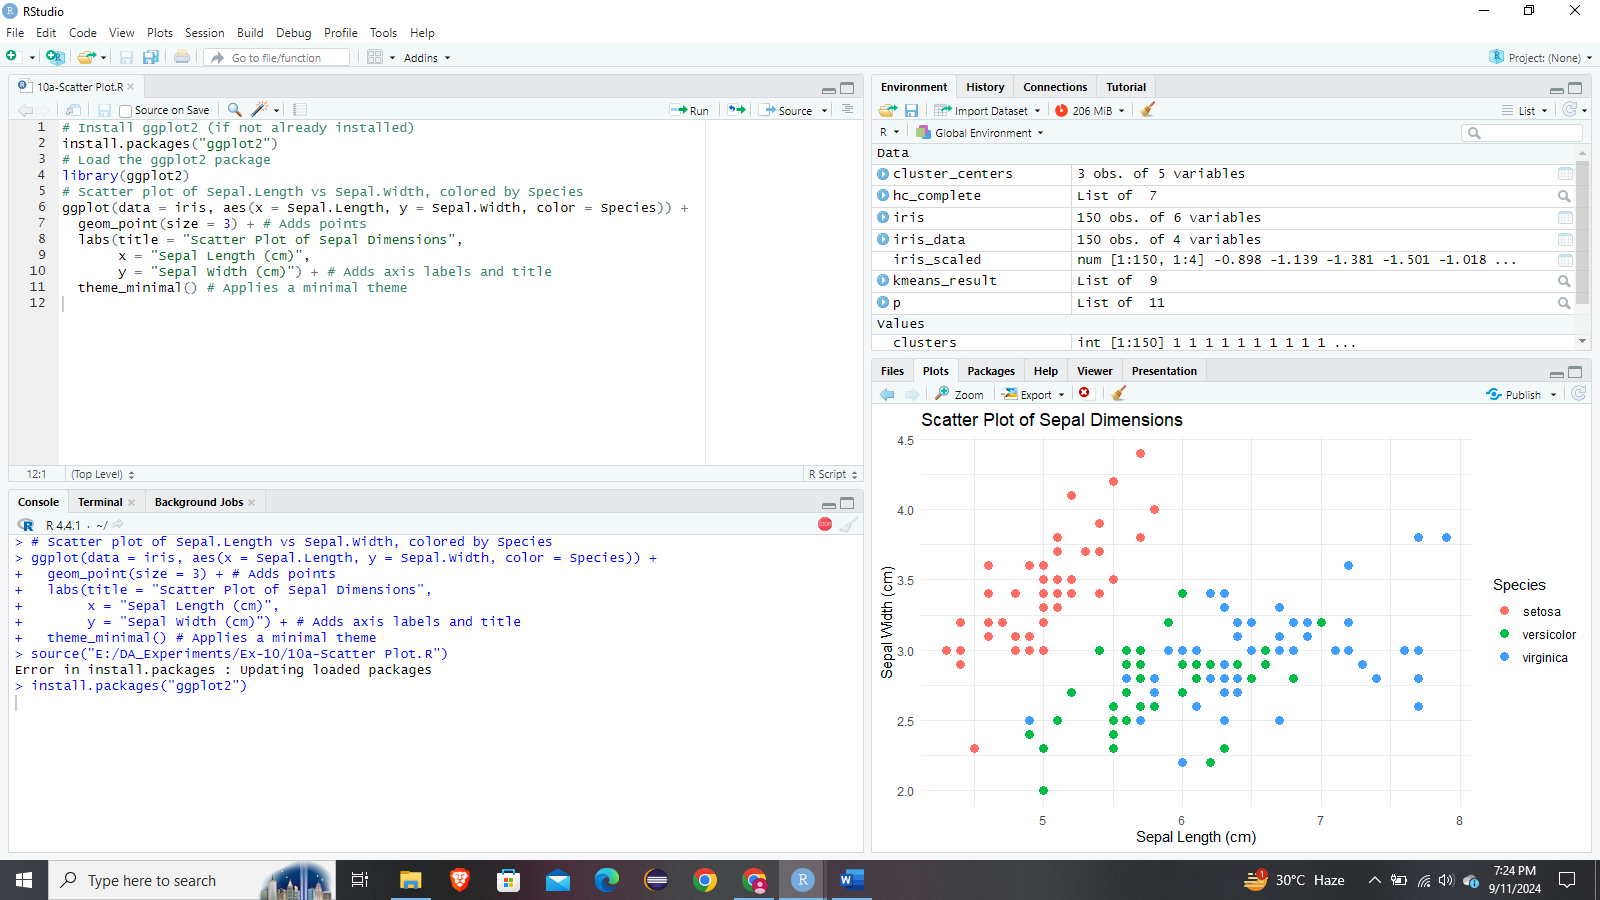 RStudio
File Edit Code View Plots Session Build Debug Profile Tools Help
Go to file/function Addins Project: (None)
10a-Scatter Plot.R
Source on Save Run Source
1 # Install ggplot2 (if not already installed)
2 install.packages("ggplot2")
3 # Load the ggplot2 package
4 library(ggplot2)
5 # Scatter plot of Sepal.Length vs Sepal.Width, colored by Species
6 ggplot(data = iris, aes(x = Sepal.Length, y = Sepal.Width, color = Species)) +
7   geom_point(size = 3) + # Adds points
8   labs(title = "Scatter Plot of Sepal Dimensions",
9        x = "Sepal Length (cm)",
10        y = "Sepal Width (cm)") + # Adds axis labels and title
11   theme_minimal() # Applies a minimal theme
12
12:1 (Top Level) R Script
Console Terminal Background Jobs
R 4.4.1 · ~/
> # Scatter plot of Sepal.Length vs Sepal.Width, colored by Species
> ggplot(data = iris, aes(x = Sepal.Length, y = Sepal.Width, color = Species)) +
+   geom_point(size = 3) + # Adds points
+   labs(title = "Scatter Plot of Sepal Dimensions",
+        x = "Sepal Length (cm)",
+        y = "Sepal Width (cm)") + # Adds axis labels and title
+   theme_minimal() # Applies a minimal theme
> source("E:/DA_Experiments/Ex-10/10a-Scatter Plot.R")
Error in install.packages : Updating loaded packages
> install.packages("ggplot2")
Environment History Connections Tutorial
Import Dataset 206 MiB List
R Global Environment
Data
cluster_centers 3 obs. of 5 variables
hc_complete List of 7
iris 150 obs. of 6 variables
iris_data 150 obs. of 4 variables
iris_scaled num [1:150, 1:4] -0.898 -1.139 -1.381 -1.501 -1.018 ...
kmeans_result List of 9
p List of 11
Values
clusters int [1:150] 1 1 1 1 1 1 1 1 1 1 ...
Files Plots Packages Help Viewer Presentation
Zoom Export Publish
Scatter Plot of Sepal Dimensions
4.5
4.0
3.5
3.0
2.5
2.0
Sepal Width (cm)
5 6 7 8
Sepal Length (cm)
Species
setosa
versicolor
virginica
Type here to search
1
30°C Haze
7:24 PM
9/11/2024